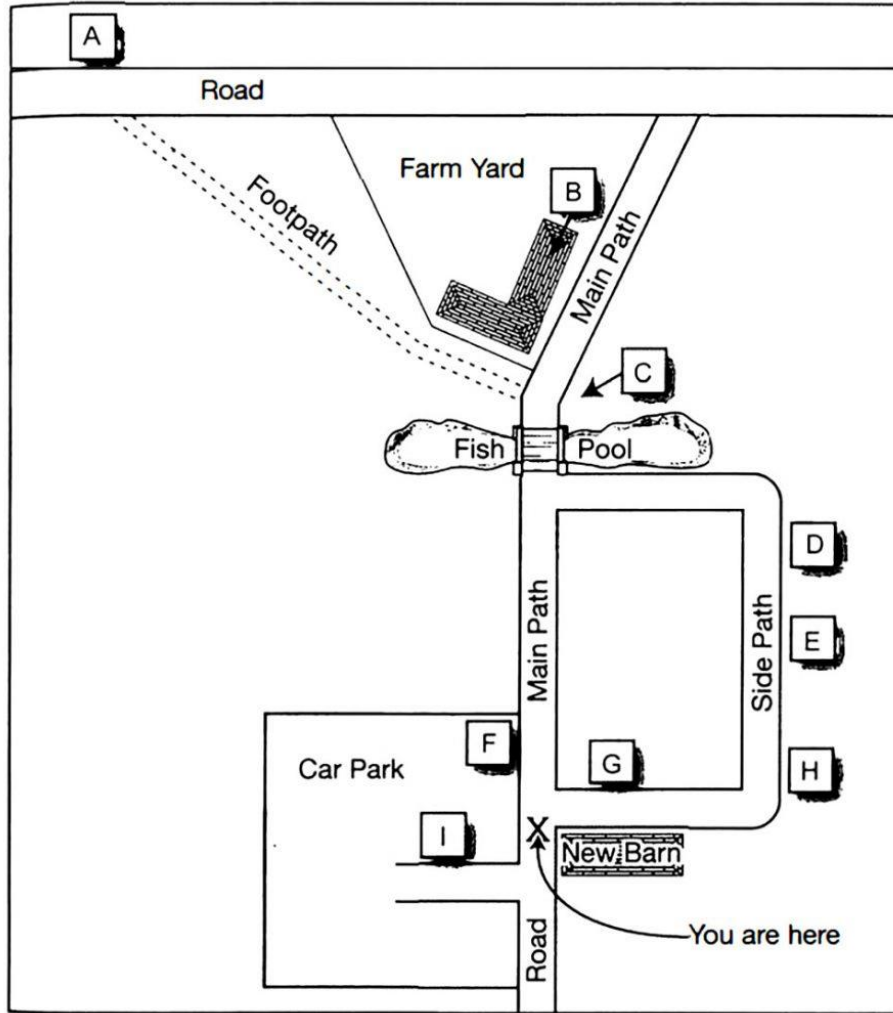 A
Road
Farm Yard
B
Footpath
Main Path
C
Fish Pool
D
Main Path
Side Path
E
F
G
H
Car Park
I
X
New Barn
You are here
Road